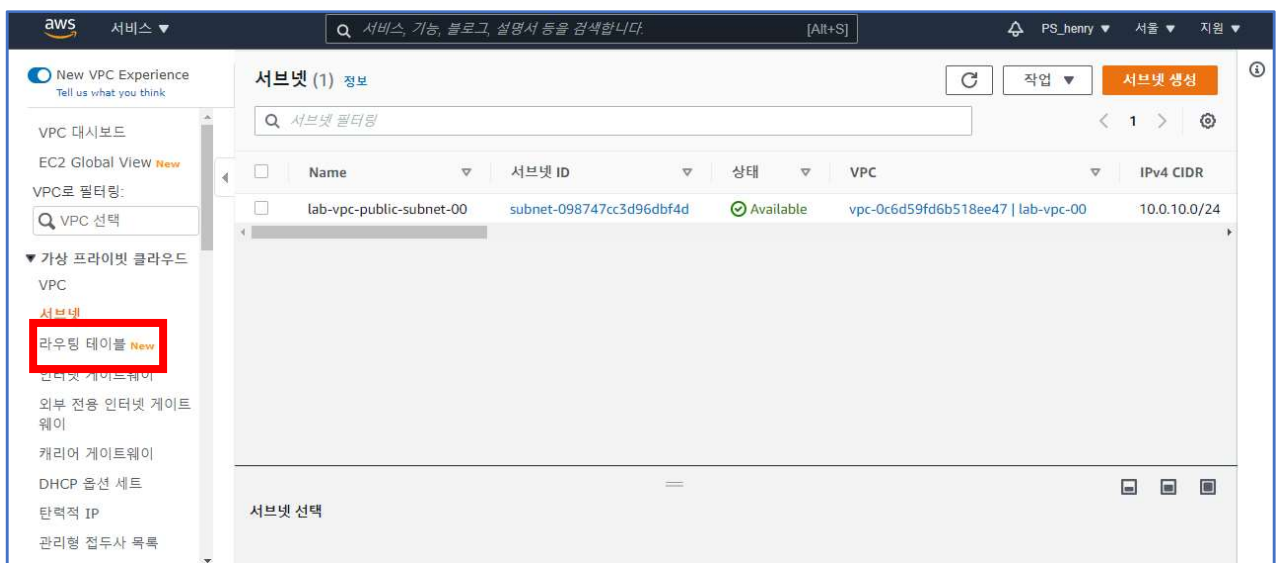 aws 서비스 ▼ 서비스, 기능, 블로그, 설명서 등을 검색합니다. [Alt+S] PS_henry ▼ 서울 ▼ 지원 ▼
New VPC Experience
Tell us what you think
VPC 대시보드
EC2 Global View New
VPC로 필터링:
VPC 선택
▼ 가상 프라이빗 클라우드
VPC
서브넷
라우팅 테이블 New
인터넷 게이트웨이
외부 전용 인터넷 게이트
웨이
캐리어 게이트웨이
DHCP 옵션 세트
탄력적 IP
관리형 접두사 목록
서브넷 (1) 정보 작업 ▼ 서브넷 생성
서브넷 필터링 < 1 >
Name 서브넷 ID 상태 VPC IPv4 CIDR
lab-vpc-public-subnet-00 subnet-098747cc3d96dbf4d Available vpc-0c6d59fd6b518ee47 | lab-vpc-00 10.0.10.0/24
서브넷 선택